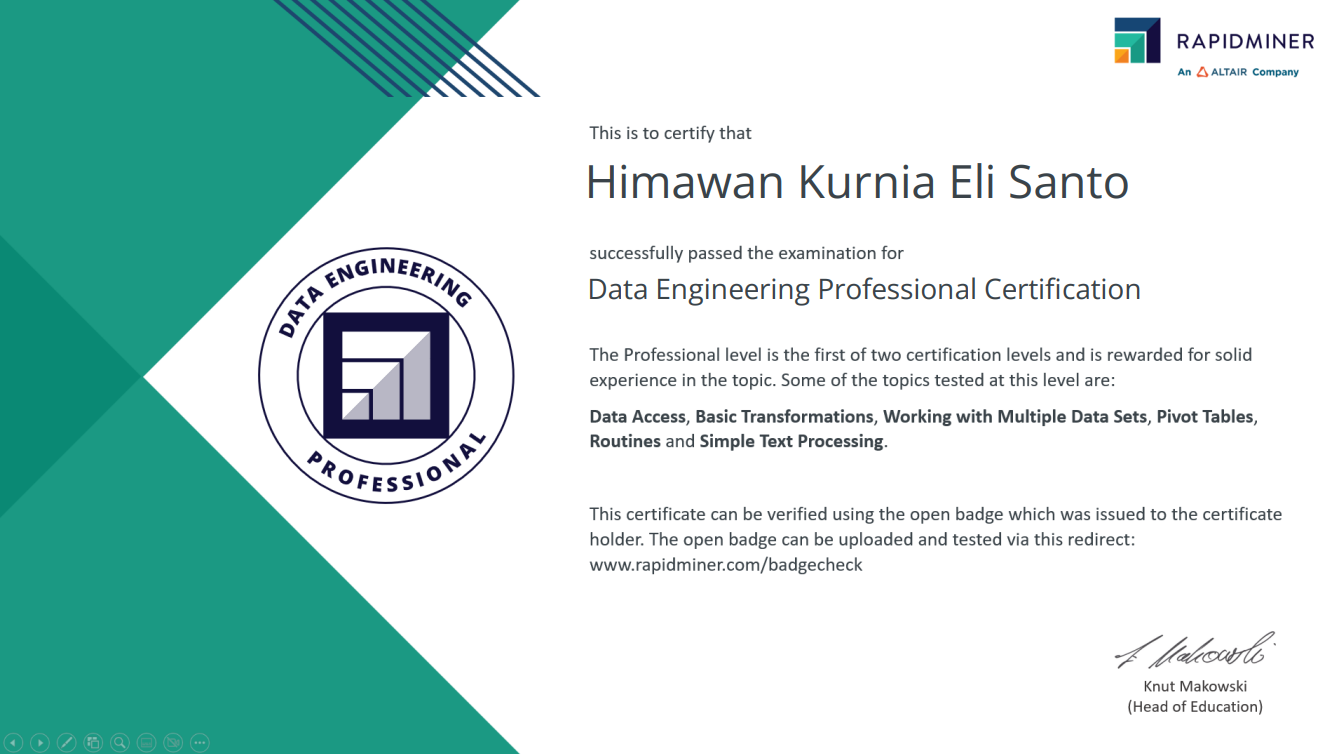 RAPIDMINER
An ALTAIR Company
This is to certify that
Himawan Kurnia Eli Santo
successfully passed the examination for
Data Engineering Professional Certification
DATA ENGINEERING
PROFESSIONAL
The Professional level is the first of two certification levels and is rewarded for solid
experience in the topic. Some of the topics tested at this level are:
Data Access, Basic Transformations, Working with Multiple Data Sets, Pivot Tables,
Routines and Simple Text Processing.
This certificate can be verified using the open badge which was issued to the certificate
holder. The open badge can be uploaded and tested via this redirect:
www.rapidminer.com/badgecheck
Knut Makowski
(Head of Education)